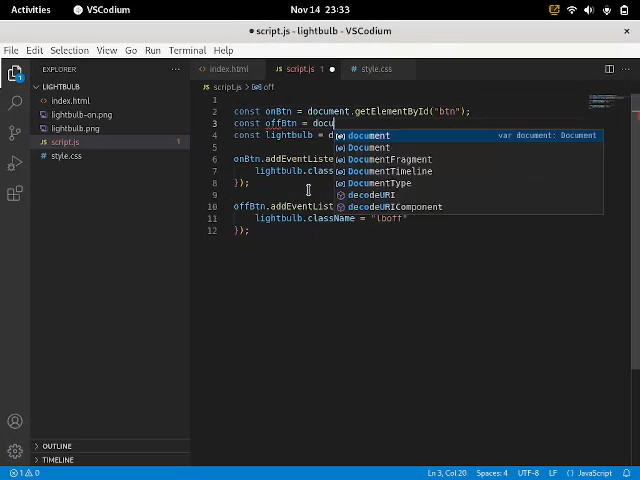 Activities VSCodium Nov 14 23:33
script.js - lightbulb - VSCodium
File Edit Selection View Go Run Terminal Help
EXPLORER index.html script.js 1 style.css
script.js > off
LIGHTBULB
index.html
lightbulb-on.png
lightbulb.png
script.js 1
style.css
1
2 const onBtn = document.getElementById("btn");
3 const offBtn = docu
4 const lightbulb = d
5
6 onBtn.addEventListe
7 lightbulb.class
8 });
9
10 offBtn.addEventList
11 lightbulb.className = "lboff"
12 });
document var document: Document
Document
DocumentFragment
DocumentTimeline
DocumentType
decodeURI
decodeURIComponent
OUTLINE
TIMELINE
1 0 Ln 3, Col 20 Spaces: 4 UTF-8 LF {} JavaScript